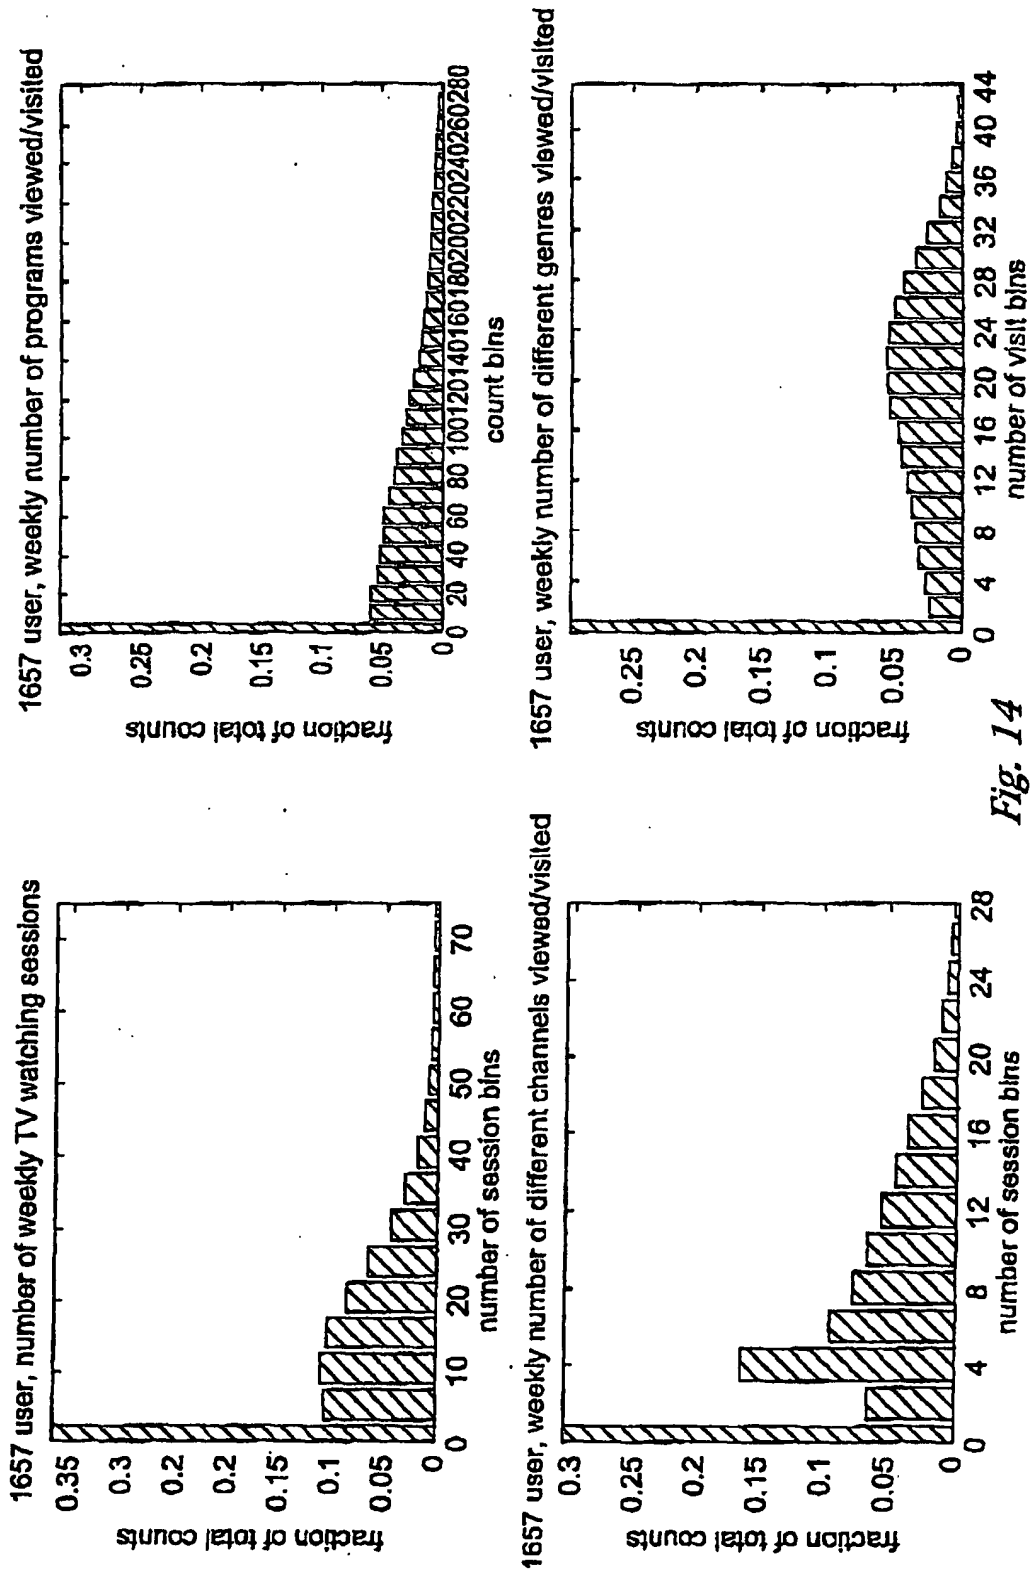 1657 user, number of weekly TV watching sessions
fraction of total counts
0.35
0.3
0.2
0.2
0.15
0.1
0.05
0
0 10 20 30 40 50 60 70
number of session bins
1657 user, weekly number of programs viewed/visited
fraction of total counts
0.3
0.25
0.2
0.15
0.1
0.05
0
0 20 40 60 80 100 120 140 160 180 200 220 240 260 280
count bins
1657 user, weekly number of different channels viewed/visited
fraction of total counts
0.3
0.25
0.2
0.15
0.1
0.05
0
0 4 8 12 16 20 24 28
number of session bins
1657 user, weekly number of different genres viewed/visited
fraction of total counts
0.25
0.2
0.15
0.1
0.05
0
0 4 8 12 16 20 24 28 32 36 40 44
number of visit bins
Fig. 14